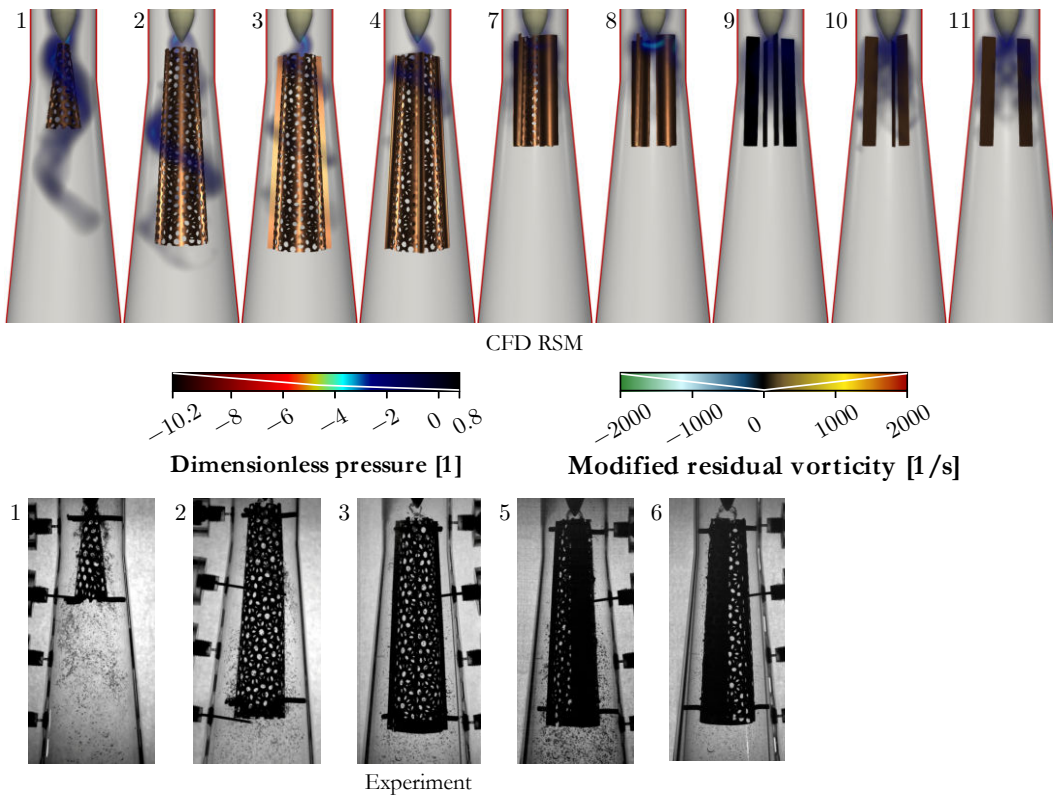 1 2 3 4 7 8 9 10 11
CFD RSM
−10.2 −8 −6 −4 −2 0 0.8
Dimensionless pressure [1]
−2000 −1000 0 1000 2000
Modified residual vorticity [1/s]
1 2 3 5 6
Experiment